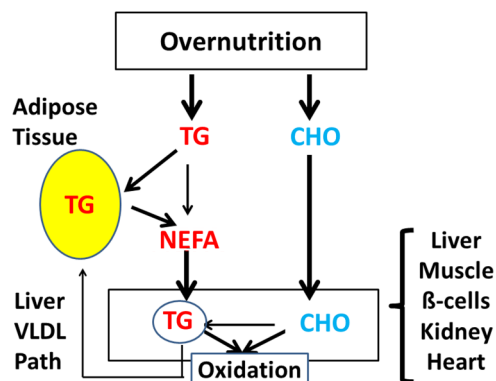 Overnutrition
Adipose
Tissue
TG
CHO
TG
NEFA
Liver
VLDL
Path
TG
CHO
Oxidation
Liver
Muscle
ß-cells
Kidney
Heart